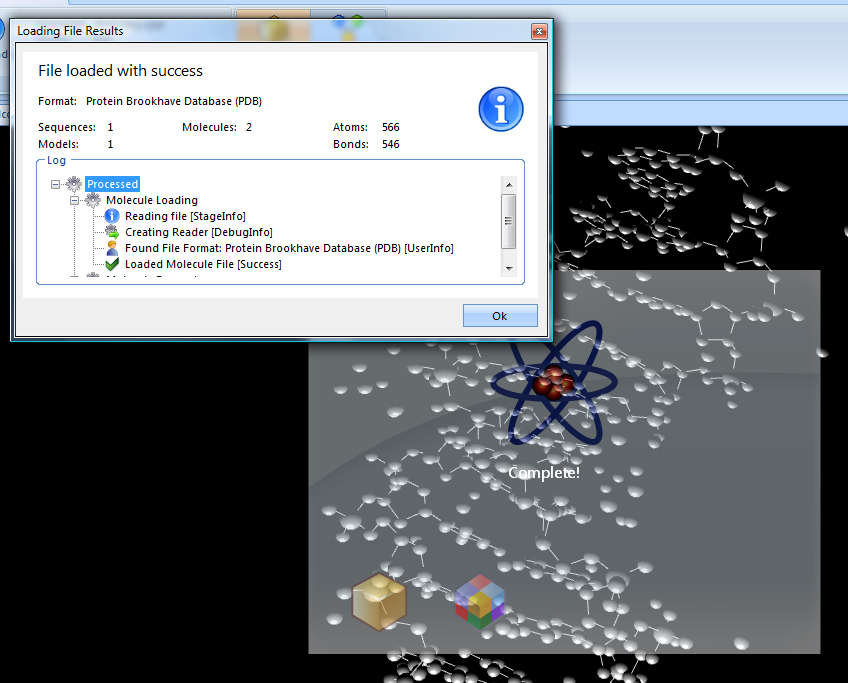 Loading File Results
File loaded with success
Format: Protein Brookhave Database (PDB)
Sequences: 1 Molecules: 2 Atoms: 566
Models: 1 Bonds: 546
Log
Processed
Molecule Loading
Reading file [StageInfo]
Creating Reader [DebugInfo]
Found File Format: Protein Brookhave Database (PDB) [UserInfo]
Loaded Molecule File [Success]
Ok
Complete!